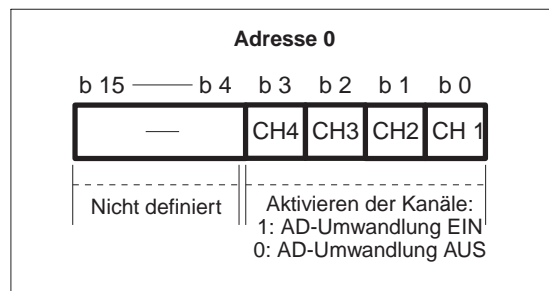 Adresse 0
b 15 b 4 b 3 b 2 b 1 b 0
— CH4 CH3 CH2 CH 1
Nicht definiert
Aktivieren der Kanäle:
1: AD-Umwandlung EIN
0: AD-Umwandlung AUS